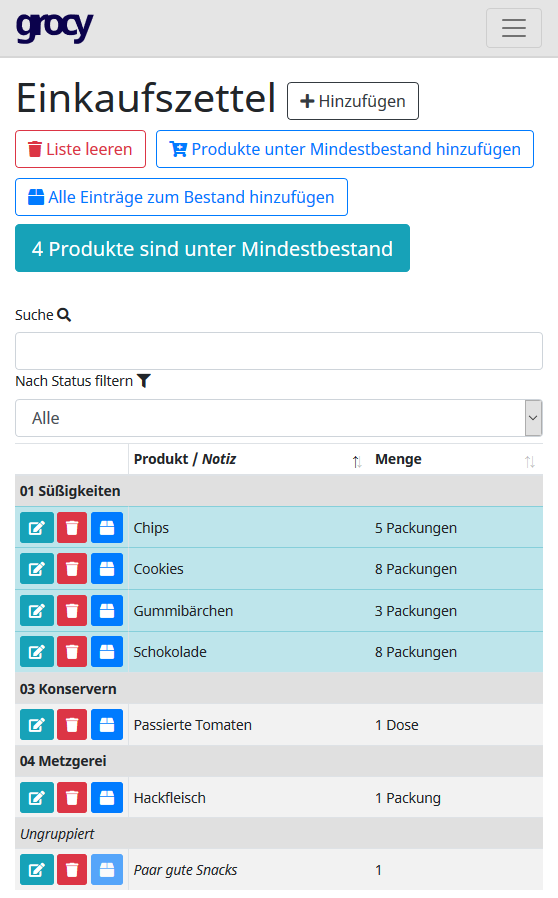 grocy
Einkaufszettel Hinzufügen
Liste leeren Produkte unter Mindestbestand hinzufügen
Alle Einträge zum Bestand hinzufügen
4 Produkte sind unter Mindestbestand
Suche
Nach Status filtern
Alle
Produkt / Notiz Menge
01 Süßigkeiten
Chips 5 Packungen
Cookies 8 Packungen
Gummibärchen 3 Packungen
Schokolade 8 Packungen
03 Konservern
Passierte Tomaten 1 Dose
04 Metzgerei
Hackfleisch 1 Packung
Ungruppiert
Paar gute Snacks 1